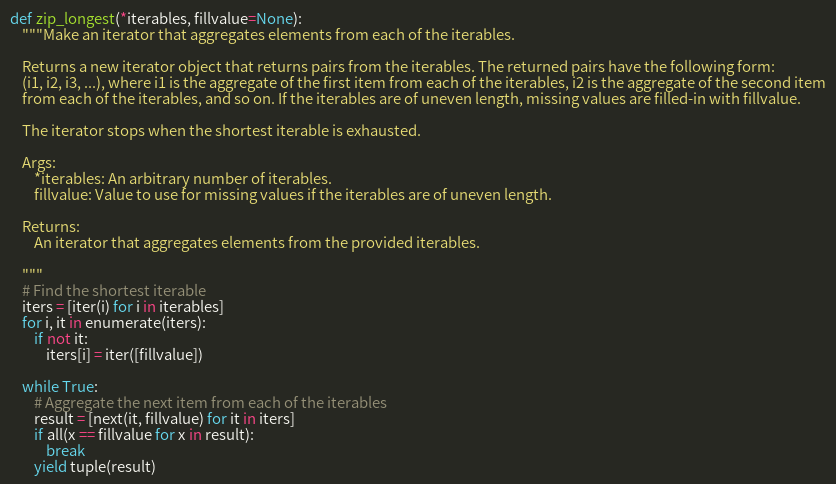 def zip_longest(*iterables, fillvalue=None):
    """Make an iterator that aggregates elements from each of the iterables.

    Returns a new iterator object that returns pairs from the iterables. The returned pairs have the following form:
    (i1, i2, i3, ...), where i1 is the aggregate of the first item from each of the iterables, i2 is the aggregate of the second item
    from each of the iterables, and so on. If the iterables are of uneven length, missing values are filled-in with fillvalue.

    The iterator stops when the shortest iterable is exhausted.

    Args:
        *iterables: An arbitrary number of iterables.
        fillvalue: Value to use for missing values if the iterables are of uneven length.

    Returns:
        An iterator that aggregates elements from the provided iterables.

    """
    # Find the shortest iterable
    iters = [iter(i) for i in iterables]
    for i, it in enumerate(iters):
        if not it:
            iters[i] = iter([fillvalue])

    while True:
        # Aggregate the next item from each of the iterables
        result = [next(it, fillvalue) for it in iters]
        if all(x == fillvalue for x in result):
            break
        yield tuple(result)